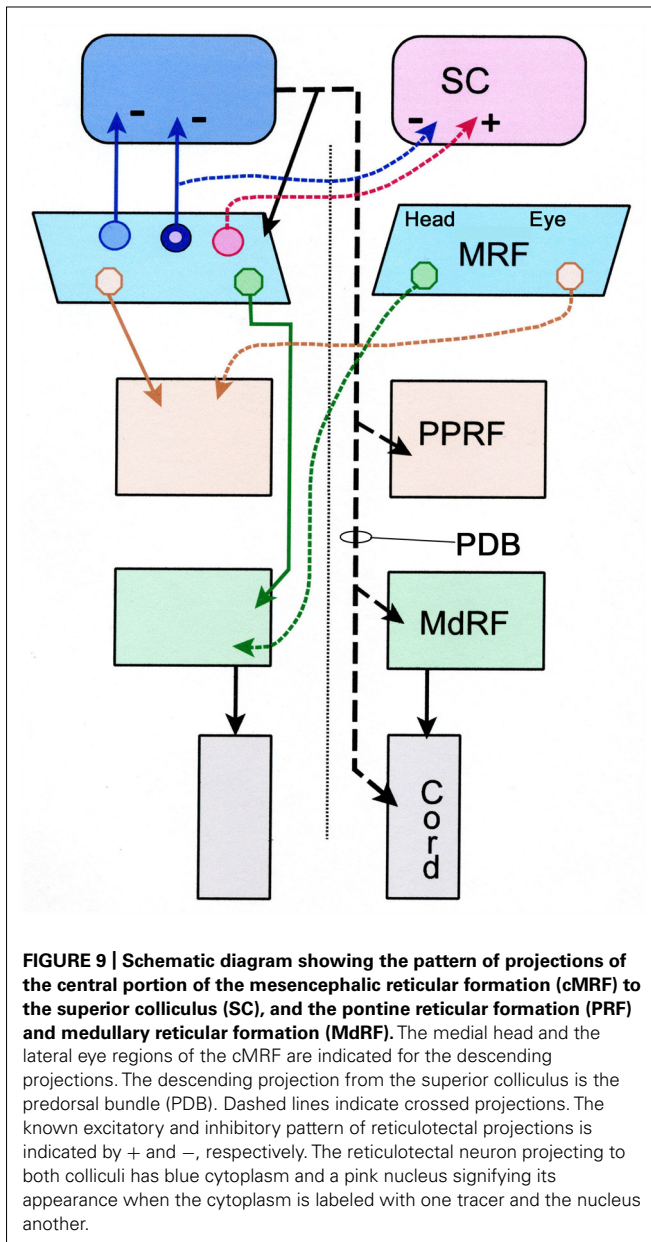 SC
- - - +
Head Eye
MRF
PPRF
PDB
MdRF
Cord
FIGURE 9 | Schematic diagram showing the pattern of projections of
the central portion of the mesencephalic reticular formation (cMRF) to
the superior colliculus (SC), and the pontine reticular formation (PRF)
and medullary reticular formation (MdRF). The medial head and the
lateral eye regions of the cMRF are indicated for the descending
projections. The descending projection from the superior colliculus is the
predorsal bundle (PDB). Dashed lines indicate crossed projections. The
known excitatory and inhibitory pattern of reticulotectal projections is
indicated by + and −, respectively. The reticulotectal neuron projecting to
both colliculi has blue cytoplasm and a pink nucleus signifying its
appearance when the cytoplasm is labeled with one tracer and the nucleus
another.